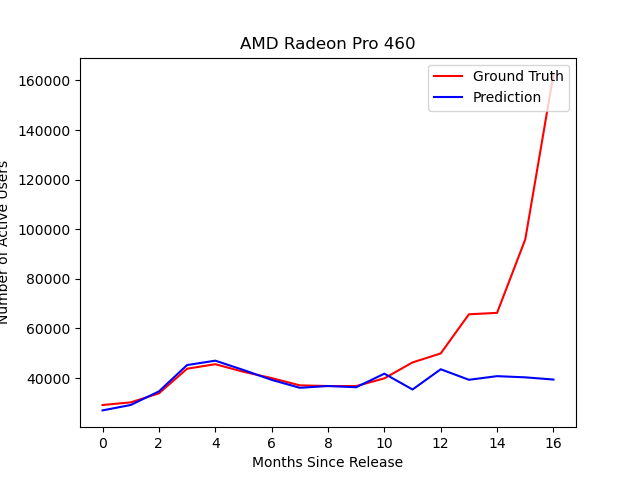 AMD Radeon Pro 460
Ground Truth
Prediction
160000
140000
120000
100000
80000
60000
40000
Number of Active Users
0 2 4 6 8 10 12 14 16
Months Since Release